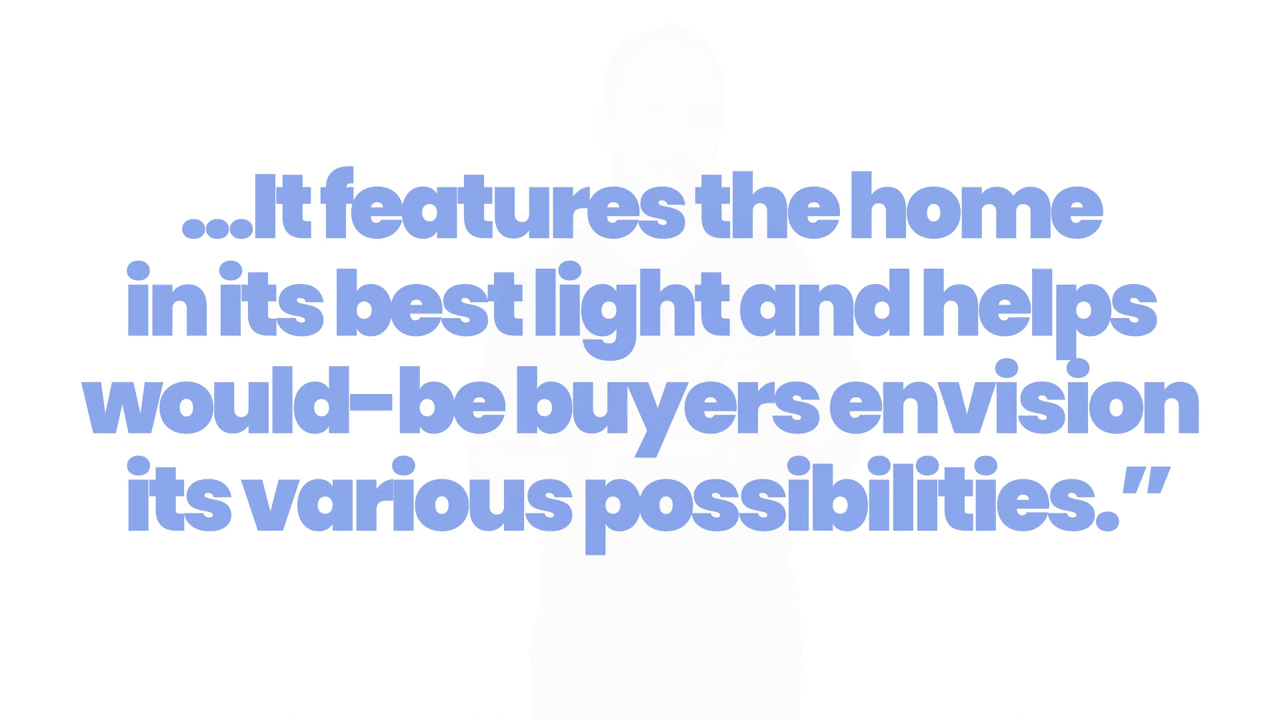 ...It features the home
in its best light and helps
would-be buyers envision
its various possibilities.”